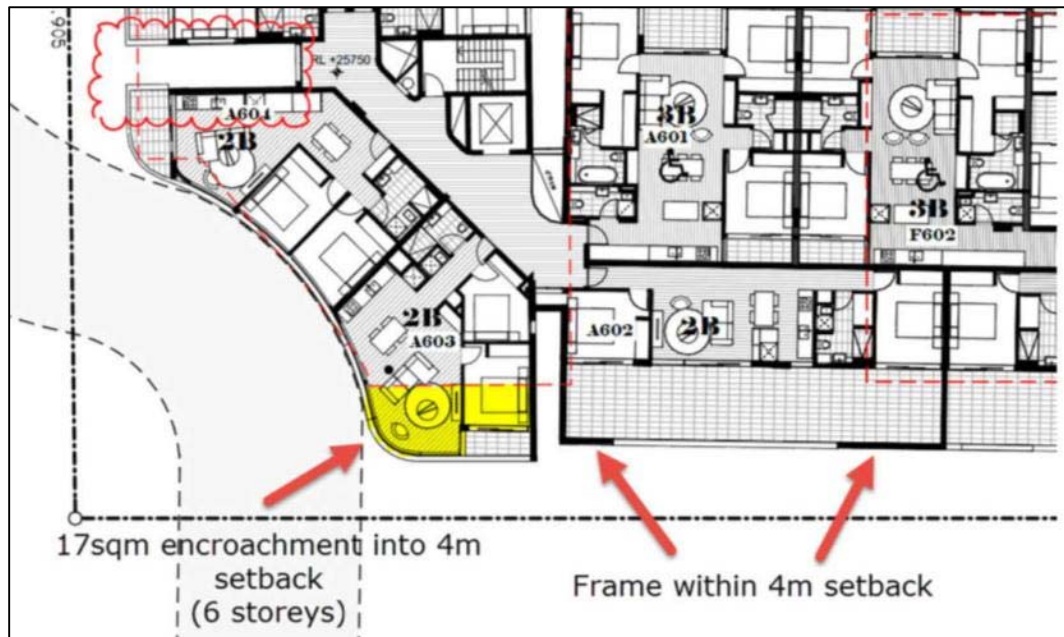 .905
RL +25750
A604
2B
3B
A601
3B
F602
2B
A603
A602
2B
17sqm encroachment into 4m
setback
(6 storeys)
Frame within 4m setback